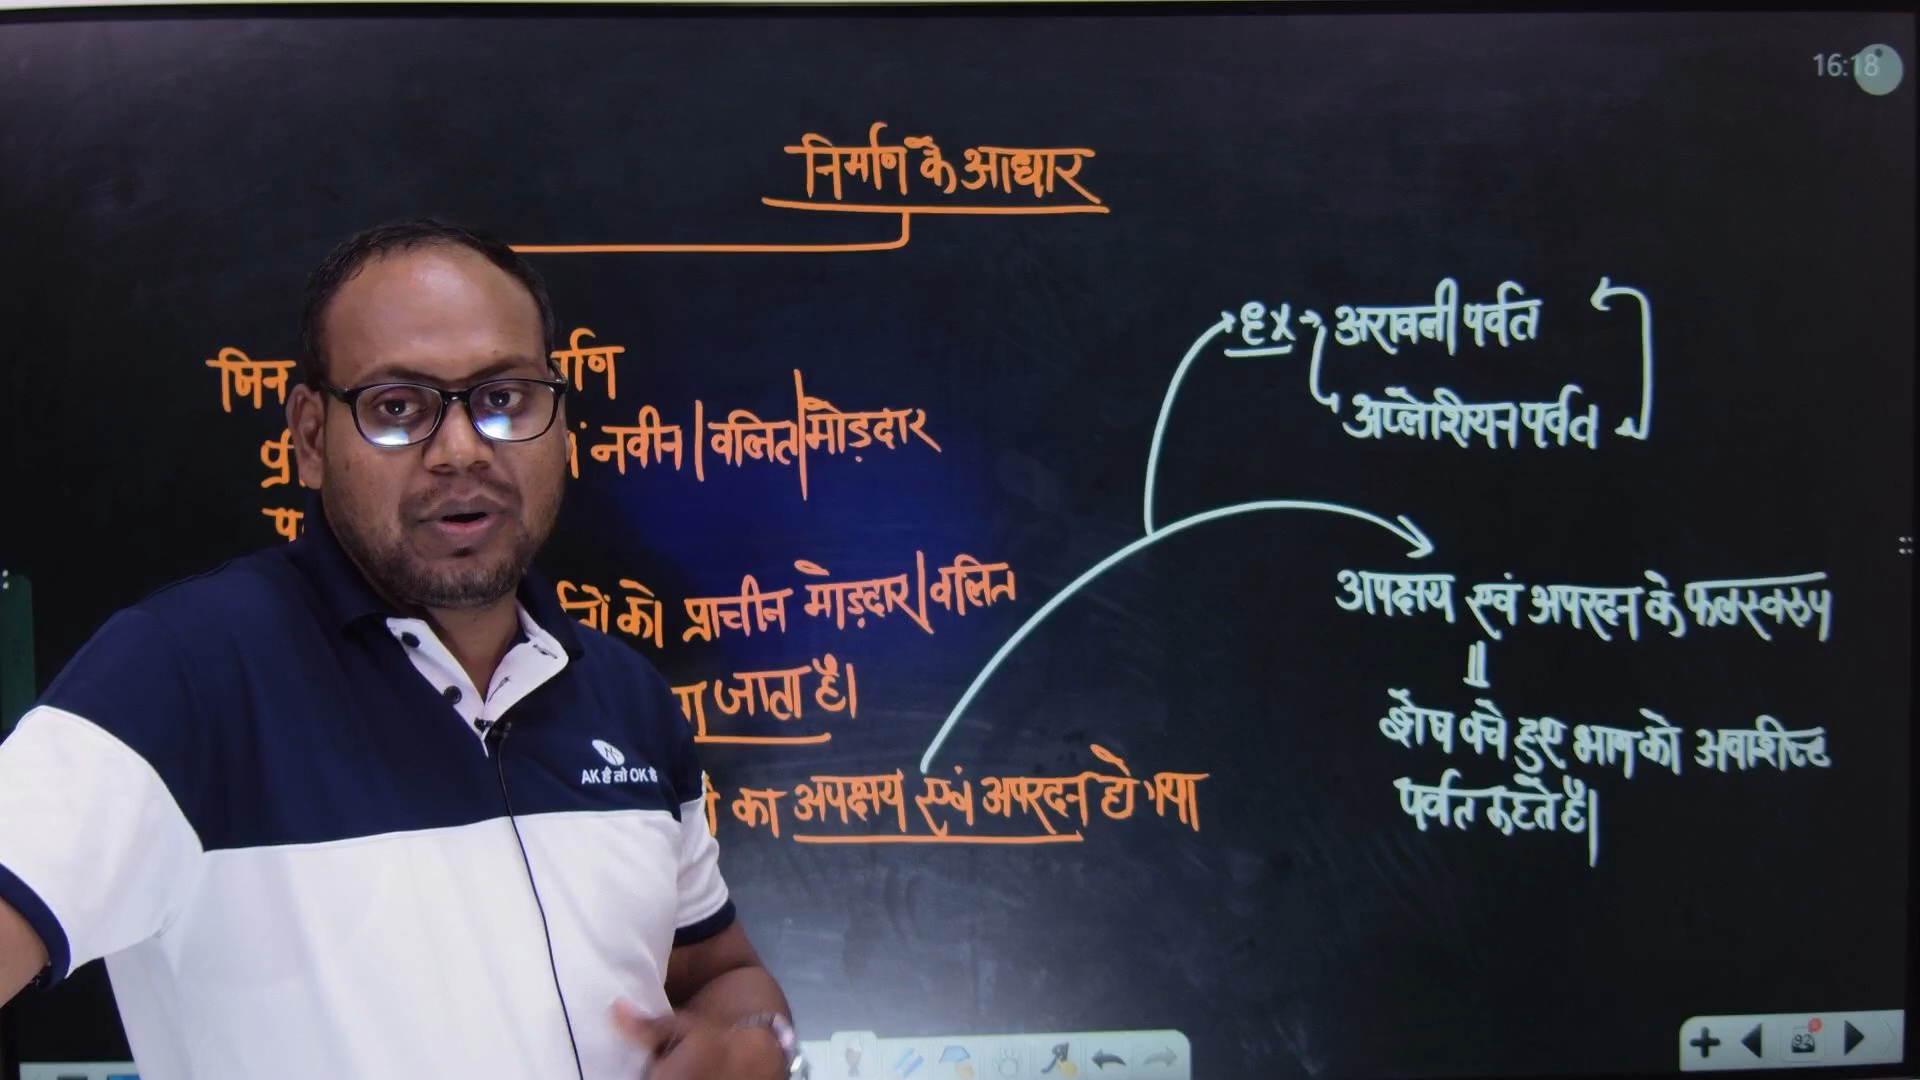 16:18
निर्माण के आधार
जिन
नवीन | वलित | मोड़दार
को प्राचीन मोड़दार | वलित
जाता है।
का अपक्षय एवं अपरदन हो गया
Ex → अरावली पर्वत
अप्लेशियन पर्वत
अपक्षय एवं अपरदन के फलस्वरूप
शेष बचे हुए भाग को अवशिष्ट
पर्वत कहते है।
AK है तो OK है
92